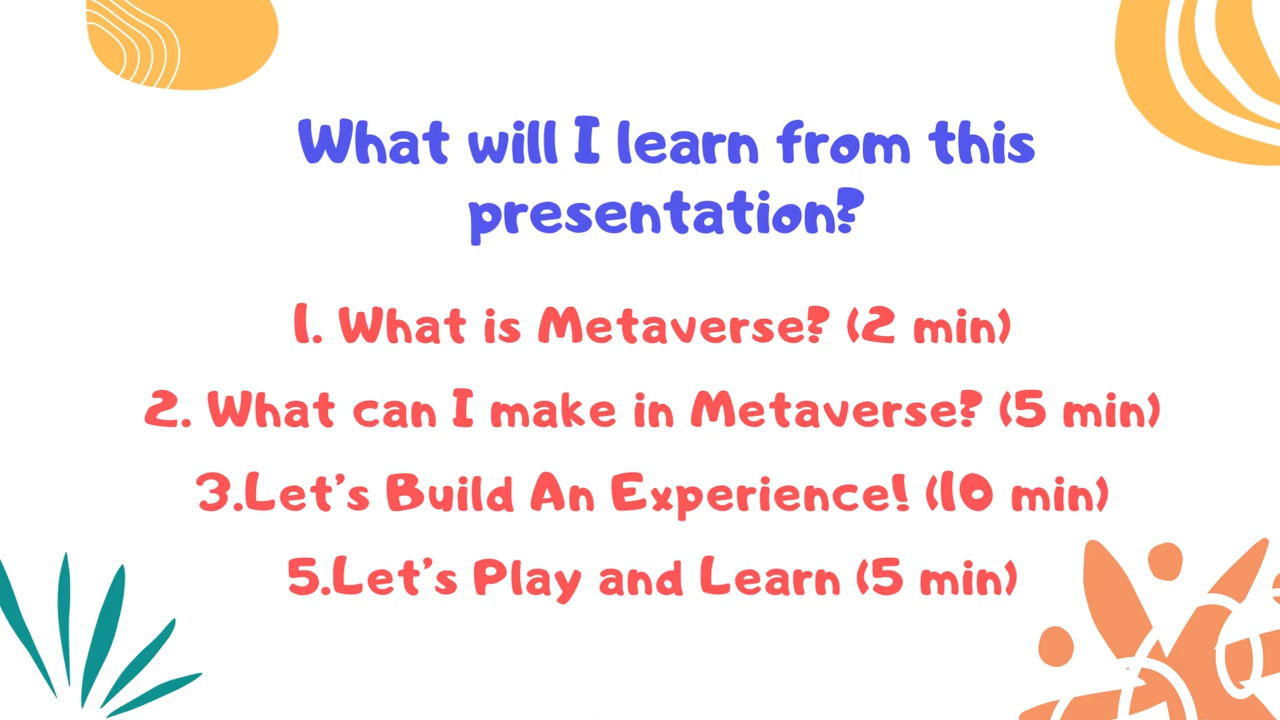 What will I learn from this
presentation?
1. What is Metaverse? (2 min)
2. What can I make in Metaverse? (5 min)
3.Let's Build An Experience! (10 min)
5.Let's Play and Learn (5 min)